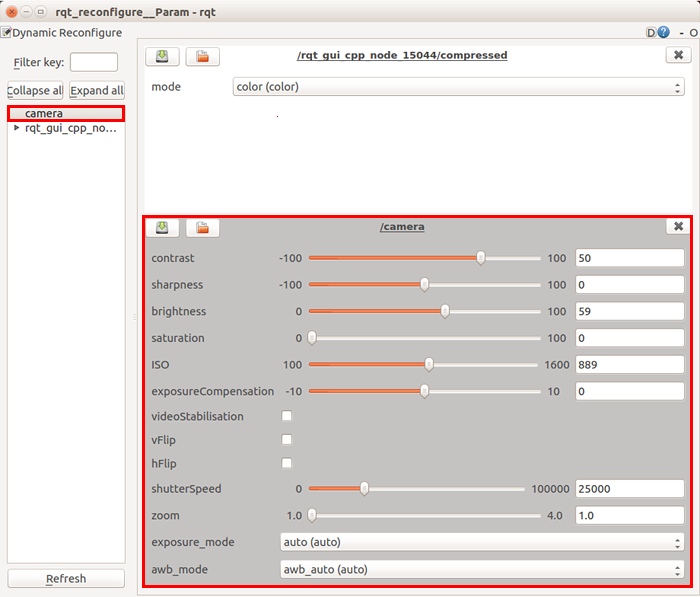 rqt_reconfigure__Param - rqt
Dynamic Reconfigure
D ? - O
Filter key:
Collapse all Expand all
camera
rqt_gui_cpp_no...
Refresh
/rqt_gui_cpp_node_15044/compressed
mode color (color)
/camera
contrast -100 100 50
sharpness -100 100 0
brightness 0 100 59
saturation 0 100 0
ISO 100 1600 889
exposureCompensation -10 10 0
videoStabilisation
vFlip
hFlip
shutterSpeed 0 100000 25000
zoom 1.0 4.0 1.0
exposure_mode auto (auto)
awb_mode awb_auto (auto)